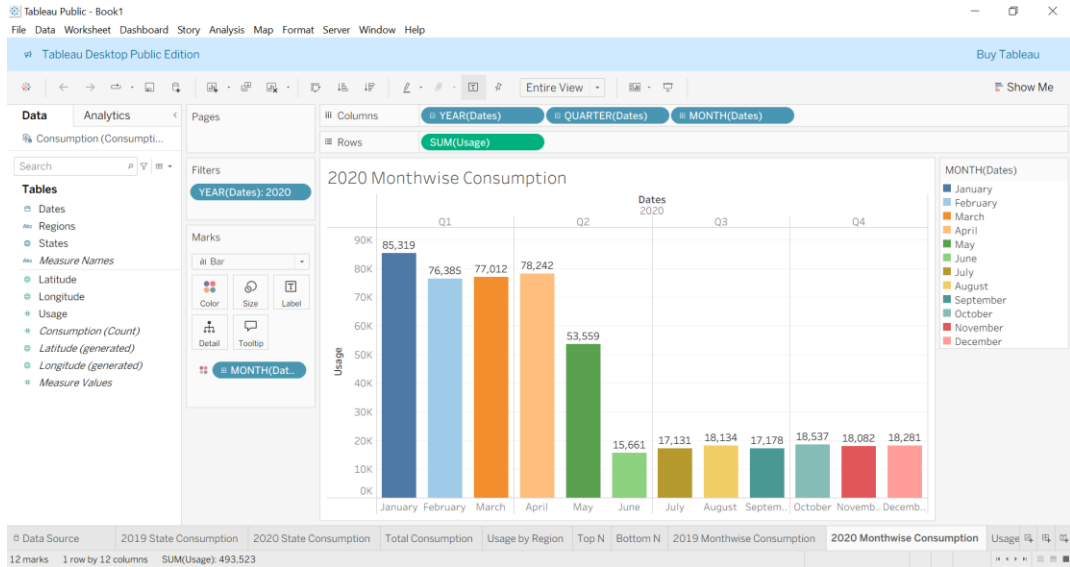 Tableau Public - Book1
File Data Worksheet Dashboard Story Analysis Map Format Server Window Help
Tableau Desktop Public Edition
Buy Tableau
Entire View
Show Me
Data Analytics
Consumption (Consumpti...
Search
Tables
Dates
Abc Regions
States
Abc Measure Names
Latitude
Longitude
# Usage
# Consumption (Count)
Latitude (generated)
Longitude (generated)
# Measure Values
Pages
Filters
YEAR(Dates): 2020
Marks
Bar
Color Size Label
Detail Tooltip
MONTH(Dat..
Columns YEAR(Dates) QUARTER(Dates) MONTH(Dates)
Rows SUM(Usage)
2020 Monthwise Consumption
Dates
2020
Q1 Q2 Q3 Q4
Usage
90K
80K
70K
60K
50K
40K
30K
20K
10K
0K
85,319 76,385 77,012 78,242 53,559 15,661 17,131 18,134 17,178 18,537 18,082 18,281
January February March April May June July August Septem.. October Novemb.. Decemb..
MONTH(Dates)
January
February
March
April
May
June
July
August
September
October
November
December
Data Source 2019 State Consumption 2020 State Consumption Total Consumption Usage by Region Top N Bottom N 2019 Monthwise Consumption 2020 Monthwise Consumption Usage
12 marks 1 row by 12 columns SUM(Usage): 493,523